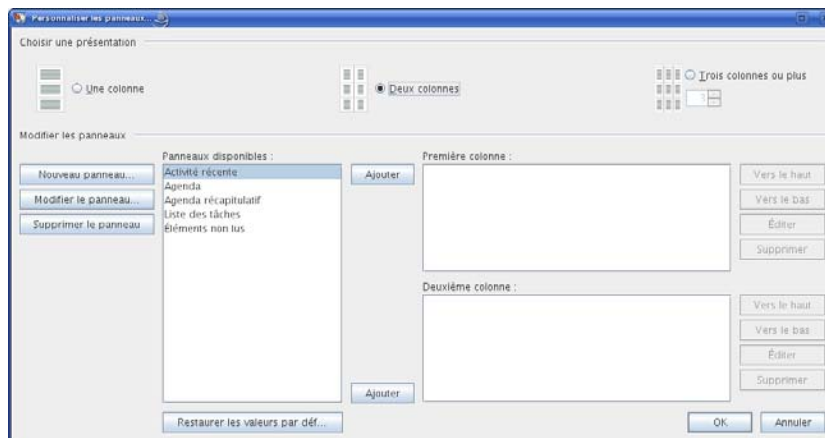 Personnaliser les panneaux...
Choisir une présentation
Une colonne
Deux colonnes
Trois colonnes ou plus
3
Modifier les panneaux
Panneaux disponibles :
Première colonne :
Nouveau panneau...
Modifier le panneau...
Supprimer le panneau
Activité récente
Agenda
Agenda récapitulatif
Liste des tâches
Éléments non lus
Ajouter
Vers le haut
Vers le bas
Éditer
Supprimer
Deuxième colonne :
Vers le haut
Vers le bas
Éditer
Supprimer
Ajouter
Restaurer les valeurs par déf...
OK
Annuler